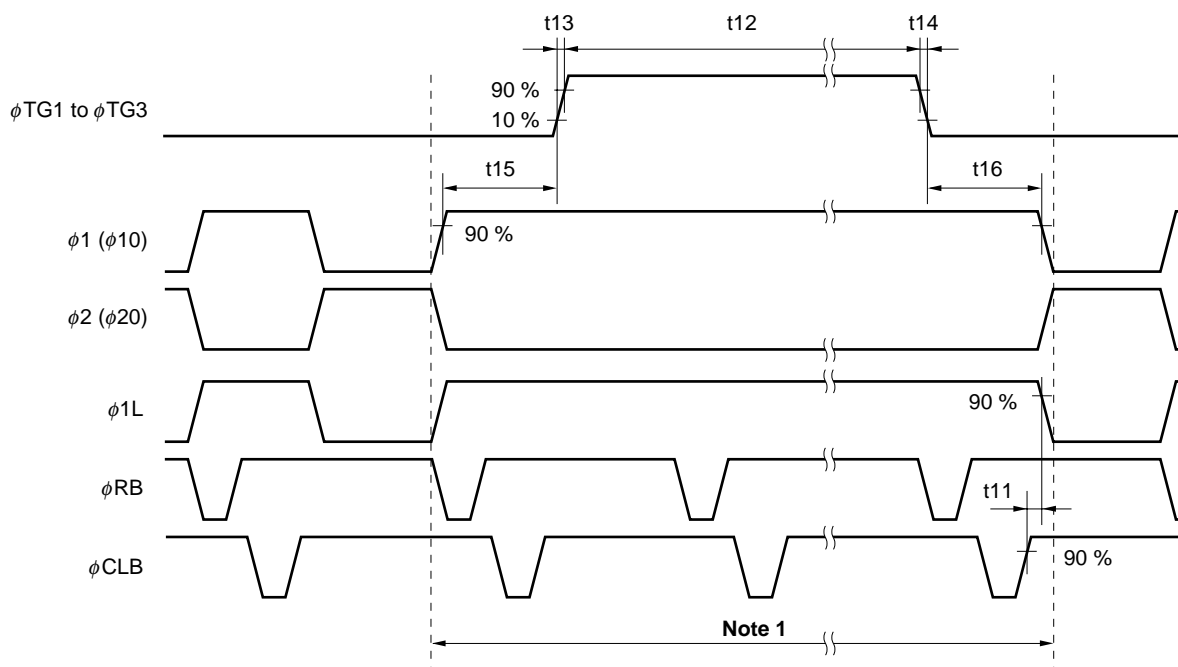 t13
t12
t14
φTG1 to φTG3
90 %
10 %
t15
t16
φ1 (φ10)
90 %
φ2 (φ20)
φ1L
90 %
φRB
t11
φCLB
90 %
Note 1